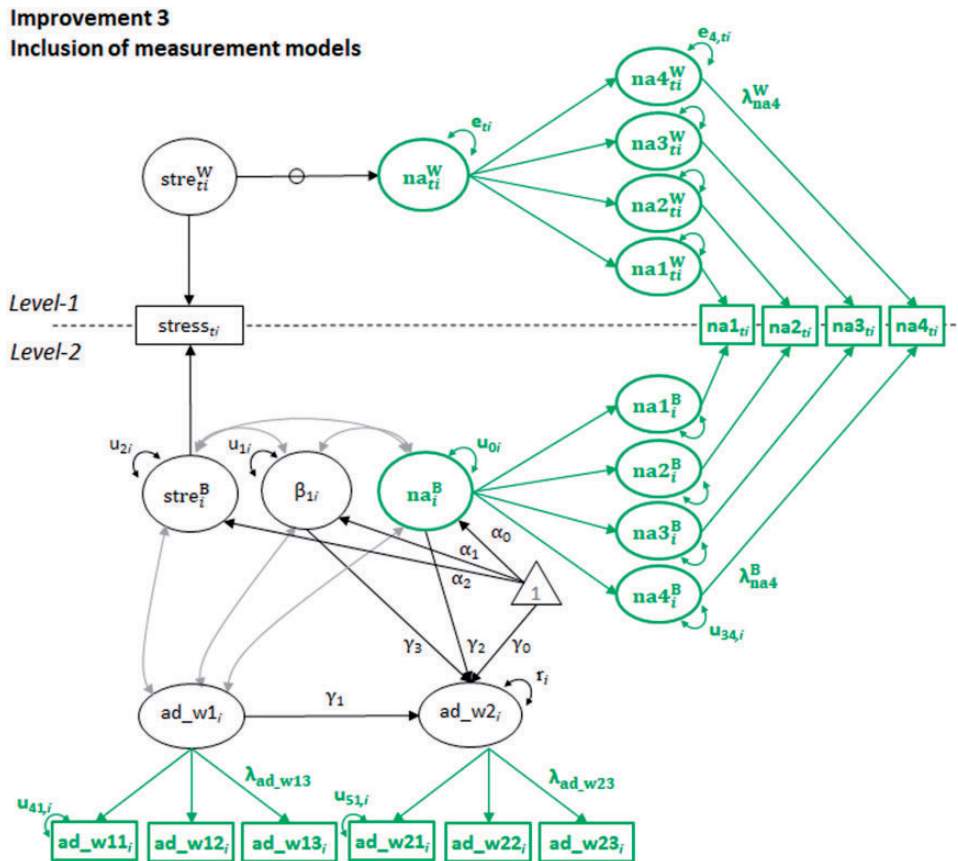 Improvement 3
Inclusion of measurement models
e₄,ₜᵢ
na4ᵂₜᵢ
λᵂₙₐ₄
eₜᵢ
na3ᵂₜᵢ
streᵂₜᵢ
naᵂₜᵢ
na2ᵂₜᵢ
na1ᵂₜᵢ
Level-1
stressₜᵢ
na1ₜᵢ na2ₜᵢ na3ₜᵢ na4ₜᵢ
Level-2
na1ᴮᵢ
u₂ᵢ u₁ᵢ u₀ᵢ
na2ᴮᵢ
streᴮᵢ β₁ᵢ naᴮᵢ
na3ᴮᵢ
α₀
α₁
α₂
1
λᴮₙₐ₄
na4ᴮᵢ
u₃₄,ᵢ
γ₃ γ₂ γ₀
rᵢ
ad_w1ᵢ γ₁ ad_w2ᵢ
λad_w13 λad_w23
u₄₁,ᵢ u₅₁,ᵢ
ad_w11ᵢ ad_w12ᵢ ad_w13ᵢ ad_w21ᵢ ad_w22ᵢ ad_w23ᵢ